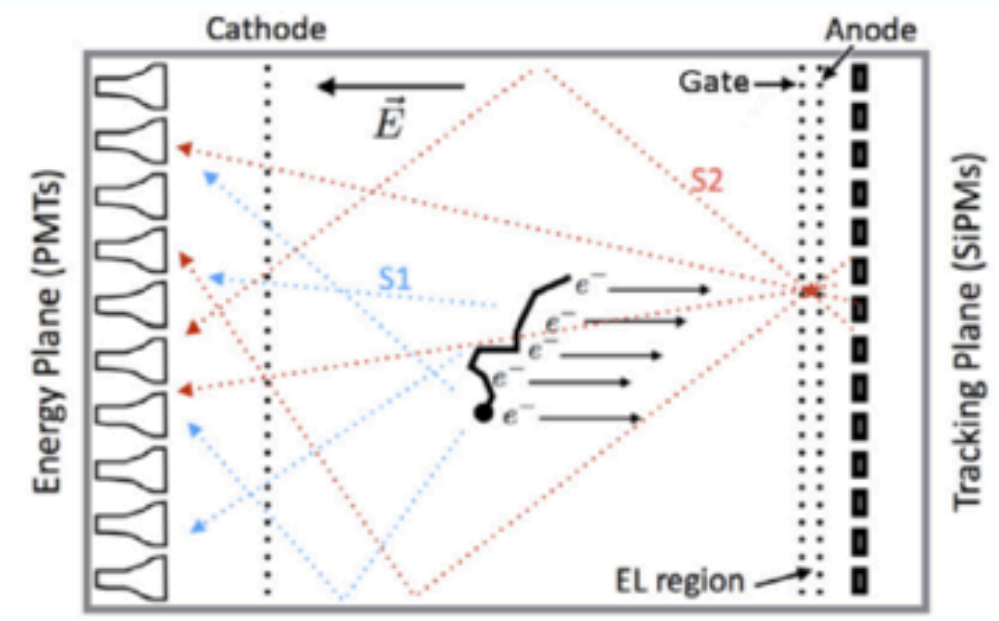 Cathode
Anode
Gate
E
S2
S1
e−
e−
e−
e−
e−
EL region
Energy Plane (PMTs)
Tracking Plane (SiPMs)